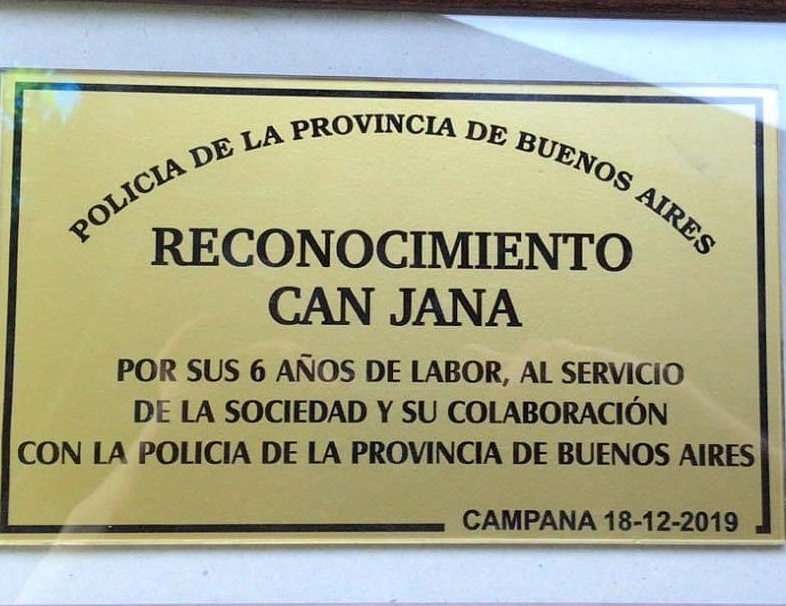 POLICIA DE LA PROVINCIA DE BUENOS AIRES
RECONOCIMIENTO
CAN JANA
POR SUS 6 AÑOS DE LABOR, AL SERVICIO
DE LA SOCIEDAD Y SU COLABORACIÓN
CON LA POLICIA DE LA PROVINCIA DE BUENOS AIRES
CAMPANA 18-12-2019